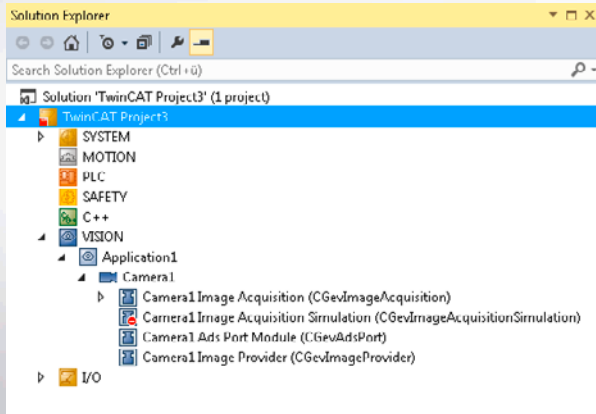 Solution Explorer
Search Solution Explorer (Ctrl+ü)
Solution 'TwinCAT Project3' (1 project)
TwinCAT Project3
SYSTEM
MOTION
PLC
SAFETY
C++
VISION
Application1
Camera1
Camera1 Image Acquisition (CGevImageAcquisition)
Camera1 Image Acquisition Simulation (CGevImageAcquisitionSimulation)
Camera1 Ads Port Module (CGevAdsPort)
Camera1 Image Provider (CGevImageProvider)
I/O